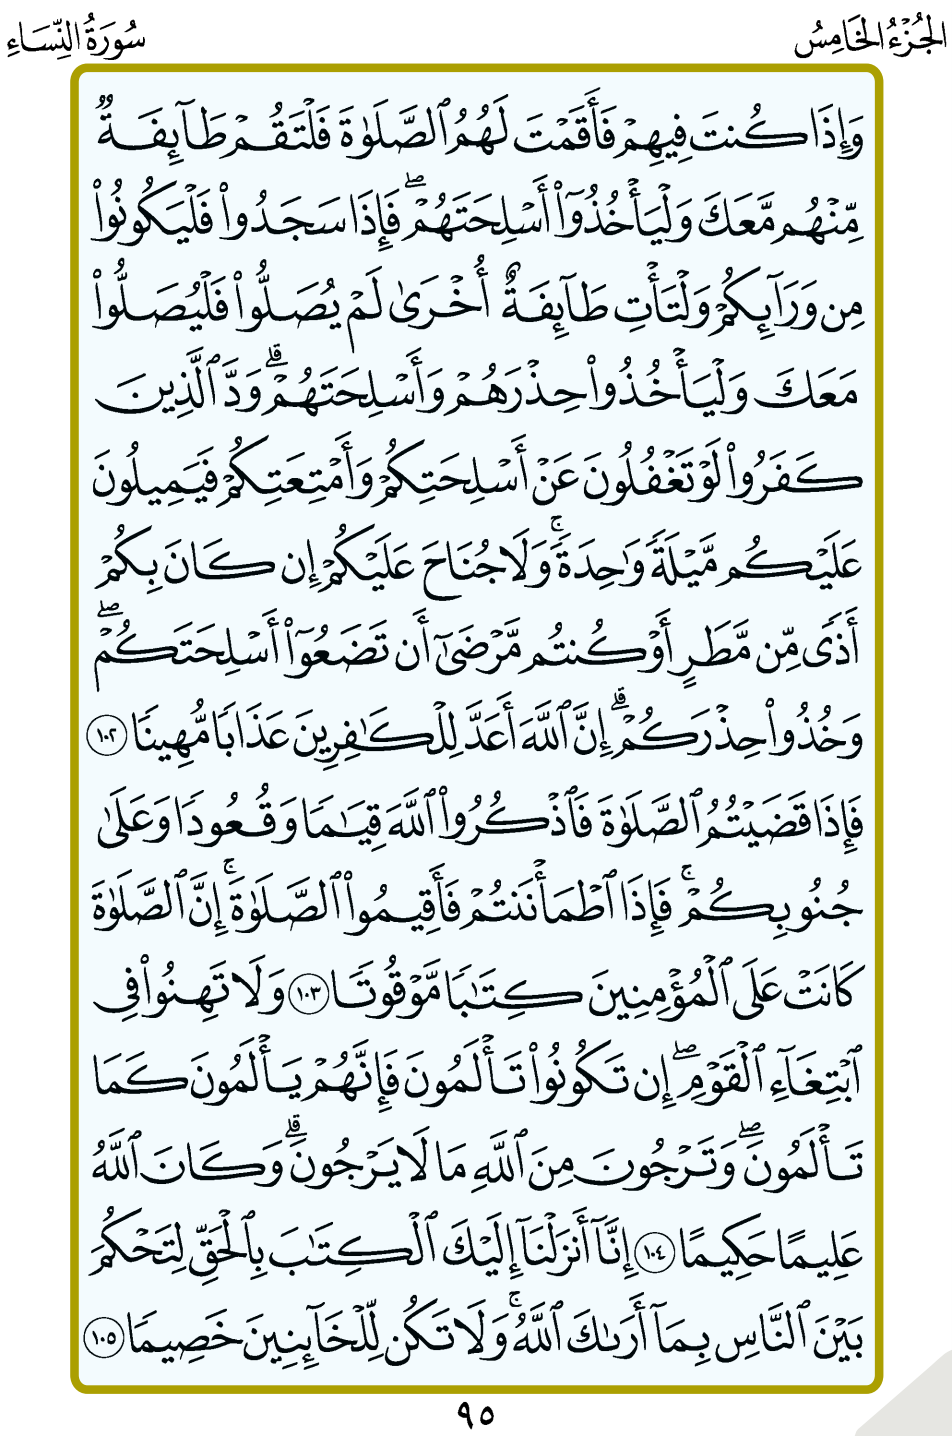 الجُزْءُ الخَامِسُ
سُورَةُ النِّسَاءِ
وَإِذَا كُنتَ فِيهِمْ فَأَقَمْتَ لَهُمُ ٱلصَّلَوٰةَ فَلْتَقُمْ طَآئِفَةٌ
مِّنْهُم مَّعَكَ وَلْيَأْخُذُوٓا۟ أَسْلِحَتَهُمْۖ فَإِذَا سَجَدُوا۟ فَلْيَكُونُوا۟
مِن وَرَآئِكُمْ وَلْتَأْتِ طَآئِفَةٌ أُخْرَىٰ لَمْ يُصَلُّوا۟ فَلْيُصَلُّوا۟
مَعَكَ وَلْيَأْخُذُوا۟ حِذْرَهُمْ وَأَسْلِحَتَهُمْۗ وَدَّ ٱلَّذِينَ
كَفَرُوا۟ لَوْ تَغْفُلُونَ عَنْ أَسْلِحَتِكُمْ وَأَمْتِعَتِكُمْ فَيَمِيلُونَ
عَلَيْكُم مَّيْلَةً وَٰحِدَةًۚ وَلَا جُنَاحَ عَلَيْكُمْ إِن كَانَ بِكُمْ
أَذًى مِّن مَّطَرٍ أَوْ كُنتُم مَّرْضَىٰٓ أَن تَضَعُوٓا۟ أَسْلِحَتَكُمْۖ
وَخُذُوا۟ حِذْرَكُمْۗ إِنَّ ٱللَّهَ أَعَدَّ لِلْكَٰفِرِينَ عَذَابًا مُّهِينًا ١٠٢
فَإِذَا قَضَيْتُمُ ٱلصَّلَوٰةَ فَٱذْكُرُوا۟ ٱللَّهَ قِيَٰمًا وَقُعُودًا وَعَلَىٰ
جُنُوبِكُمْۚ فَإِذَا ٱطْمَأْنَنتُمْ فَأَقِيمُوا۟ ٱلصَّلَوٰةَۚ إِنَّ ٱلصَّلَوٰةَ
كَانَتْ عَلَى ٱلْمُؤْمِنِينَ كِتَٰبًا مَّوْقُوتًا ١٠٣ وَلَا تَهِنُوا۟ فِى
ٱبْتِغَآءِ ٱلْقَوْمِۖ إِن تَكُونُوا۟ تَأْلَمُونَ فَإِنَّهُمْ يَأْلَمُونَ كَمَا
تَأْلَمُونَۖ وَتَرْجُونَ مِنَ ٱللَّهِ مَا لَا يَرْجُونَۗ وَكَانَ ٱللَّهُ
عَلِيمًا حَكِيمًا ١٠٤ إِنَّآ أَنزَلْنَآ إِلَيْكَ ٱلْكِتَٰبَ بِٱلْحَقِّ لِتَحْكُمَ
بَيْنَ ٱلنَّاسِ بِمَآ أَرَىٰكَ ٱللَّهُۚ وَلَا تَكُن لِّلْخَآئِنِينَ خَصِيمًا ١٠٥
٩٥